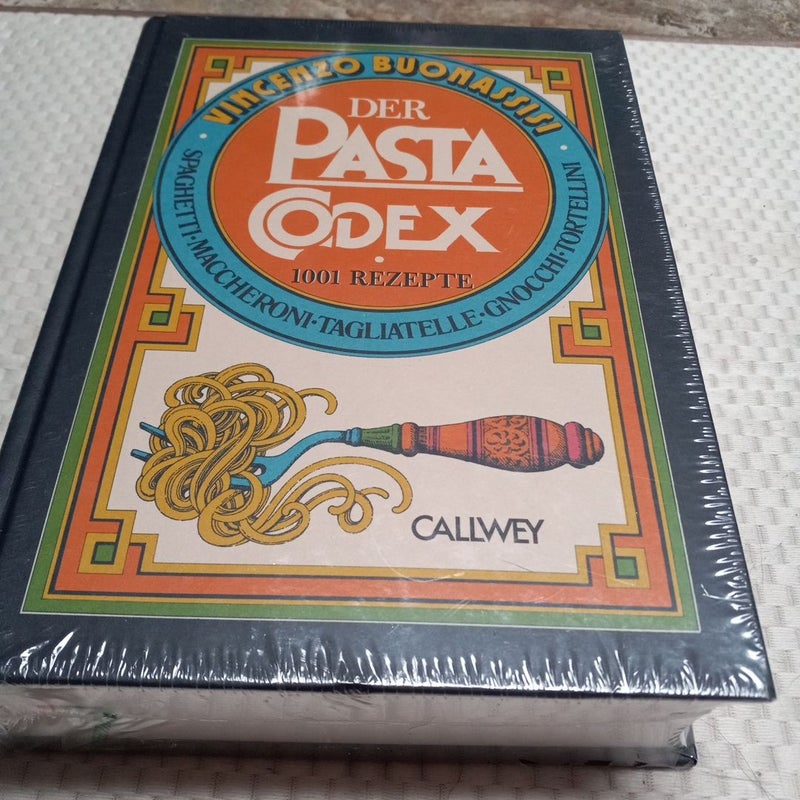 VINCENZO BUONASSISI
DER
PASTA
CODEX
1001 REZEPTE
SPAGHETTI·MACCHERONI·TAGLIATELLE·GNOCCHI·TORTELLINI
CALLWEY